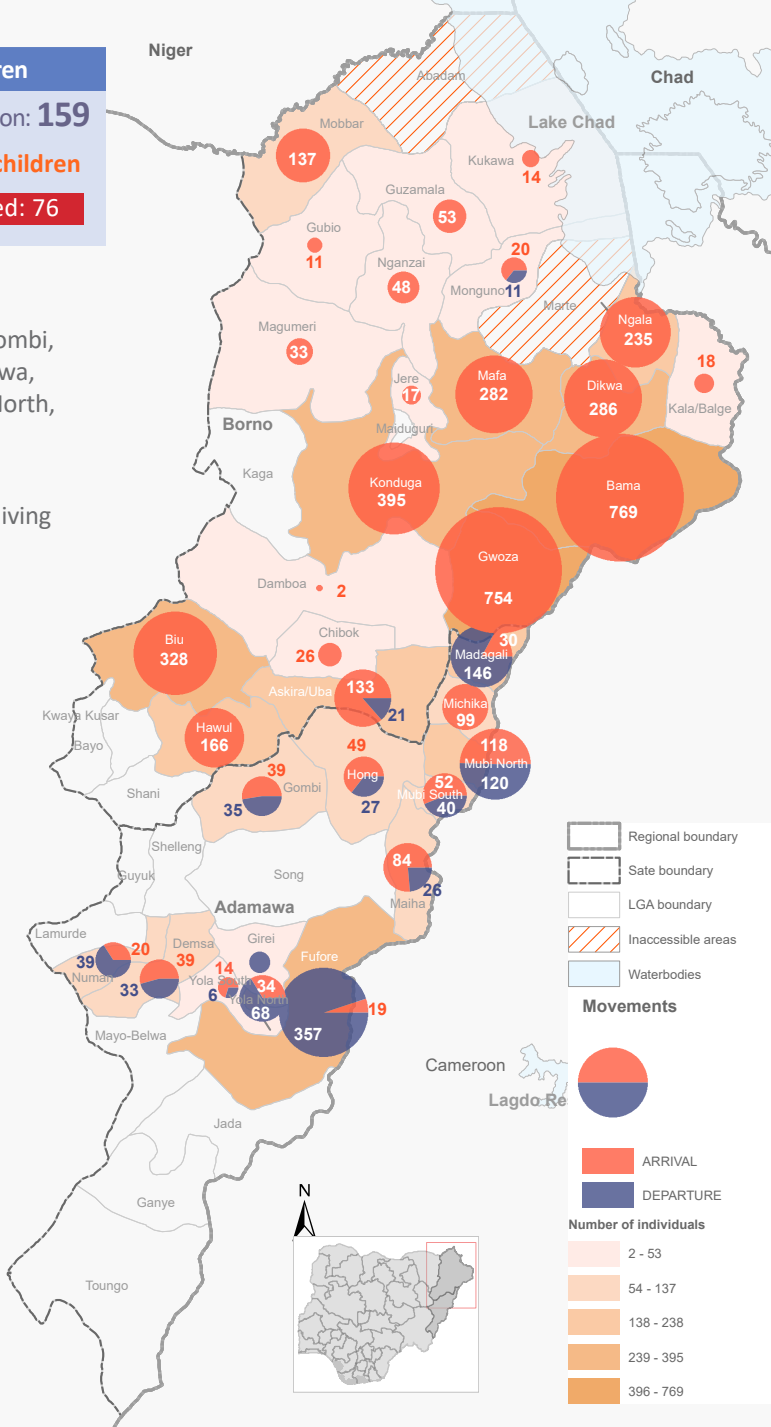 Niger
Chad
ren
on: 159
children
ed: 76
ombi,
wa,
North,
iving
Abadam
Mobbar
137
Lake Chad
Kukawa
14
Guzamala
53
Gubio
11
Nganzai
48
20
Monguno
11
Marte
Ngala
235
Magumeri
33
Jere
17
Mafa
282
Dikwa
286
18
Kala/Balge
Borno
Maiduguri
Kaga
Konduga
395
Bama
769
Gwoza
754
Damboa
2
Chibok
26
Biu
328
30
Madagali
146
Askira/Uba
133
21
Michika
99
Kwaya Kusar
Bayo
Hawul
166
Shani
39
Gombi
35
49
Hong
27
118
Mubi North
120
52
Mubi South
40
Shelleng
Guyuk
Song
84
26
Maiha
Adamawa
Lamurde
39
20
Numan
Demsa
39
33
Girei
14
Yola South
6
34
Yola North
68
Fufore
357
19
Mayo-Belwa
Cameroon
Lagdo Re
Jada
Ganye
Toungo
N
Regional boundary
Sate boundary
LGA boundary
Inaccessible areas
Waterbodies
Movements
ARRIVAL
DEPARTURE
Number of individuals
2 - 53
54 - 137
138 - 238
239 - 395
396 - 769